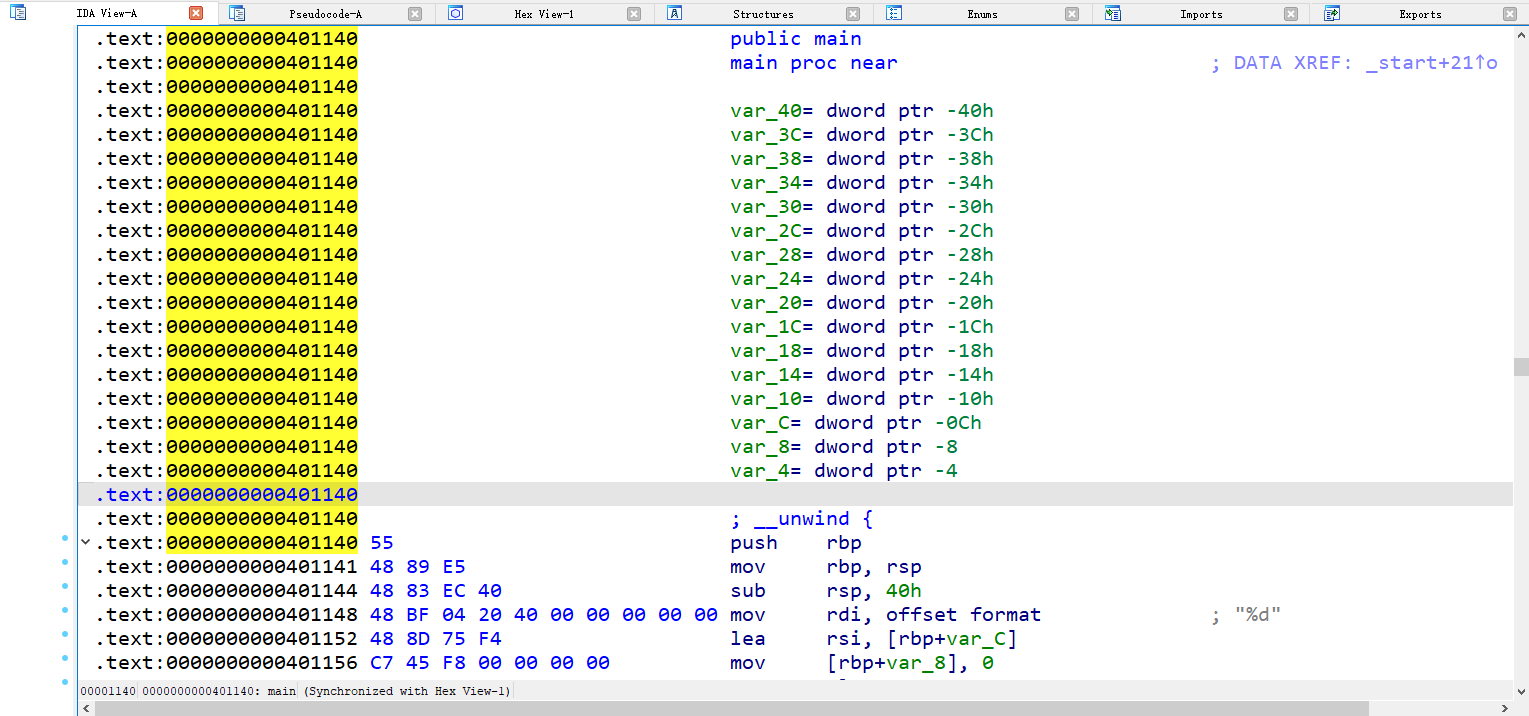 IDA View-A Pseudocode-A Hex View-1 Structures Enums Imports Exports
.text:0000000000401140 public main
.text:0000000000401140 main proc near ; DATA XREF: _start+21↑o
.text:0000000000401140
.text:0000000000401140 var_40= dword ptr -40h
.text:0000000000401140 var_3C= dword ptr -3Ch
.text:0000000000401140 var_38= dword ptr -38h
.text:0000000000401140 var_34= dword ptr -34h
.text:0000000000401140 var_30= dword ptr -30h
.text:0000000000401140 var_2C= dword ptr -2Ch
.text:0000000000401140 var_28= dword ptr -28h
.text:0000000000401140 var_24= dword ptr -24h
.text:0000000000401140 var_20= dword ptr -20h
.text:0000000000401140 var_1C= dword ptr -1Ch
.text:0000000000401140 var_18= dword ptr -18h
.text:0000000000401140 var_14= dword ptr -14h
.text:0000000000401140 var_10= dword ptr -10h
.text:0000000000401140 var_C= dword ptr -0Ch
.text:0000000000401140 var_8= dword ptr -8
.text:0000000000401140 var_4= dword ptr -4
.text:0000000000401140
.text:0000000000401140 ; __unwind {
.text:0000000000401140 55 push rbp
.text:0000000000401141 48 89 E5 mov rbp, rsp
.text:0000000000401144 48 83 EC 40 sub rsp, 40h
.text:0000000000401148 48 BF 04 20 40 00 00 00 00 00 mov rdi, offset format ; "%d"
.text:0000000000401152 48 8D 75 F4 lea rsi, [rbp+var_C]
.text:0000000000401156 C7 45 F8 00 00 00 00 mov [rbp+var_8], 0
00001140 0000000000401140: main (Synchronized with Hex View-1)